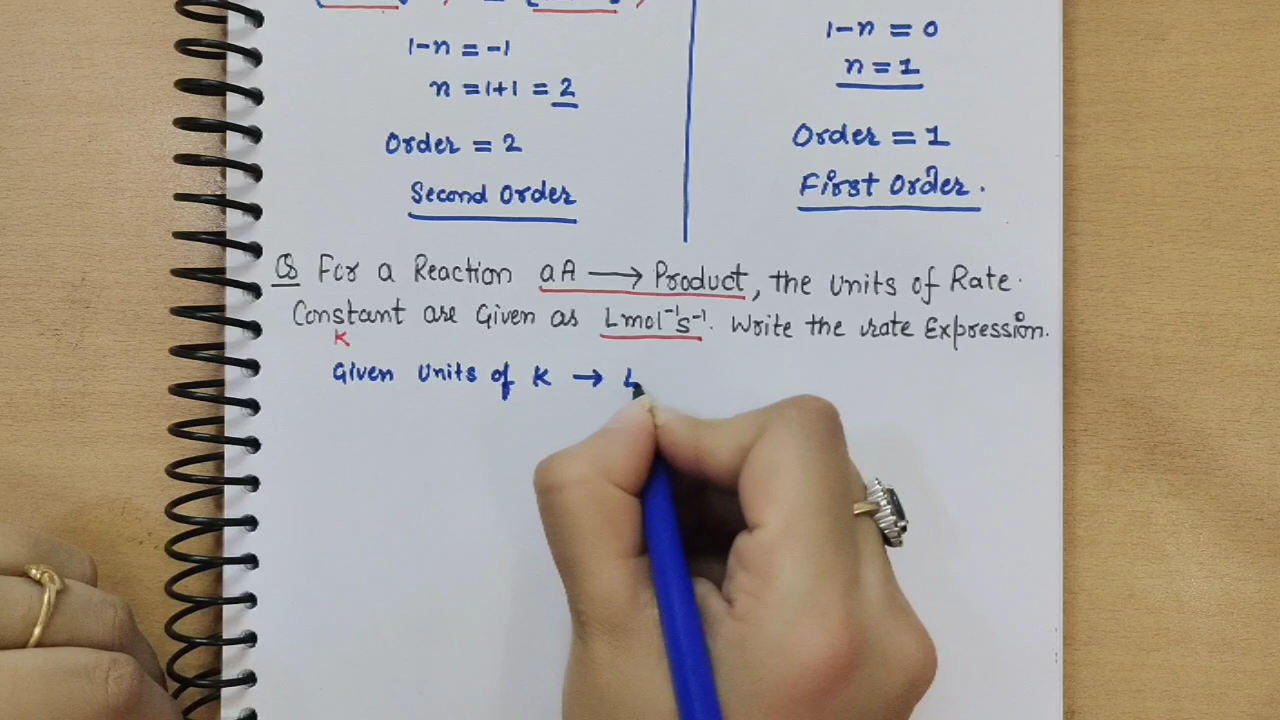 1-n = -1
n = 1+1 = 2
Order = 2
Second Order
1-n = 0
n = 1
Order = 1
First Order.
Q For a Reaction aA → Product, the units of Rate
Constant are Given as Lmol⁻¹s⁻¹. Write the rate Expression.
K
Given Units of K → L